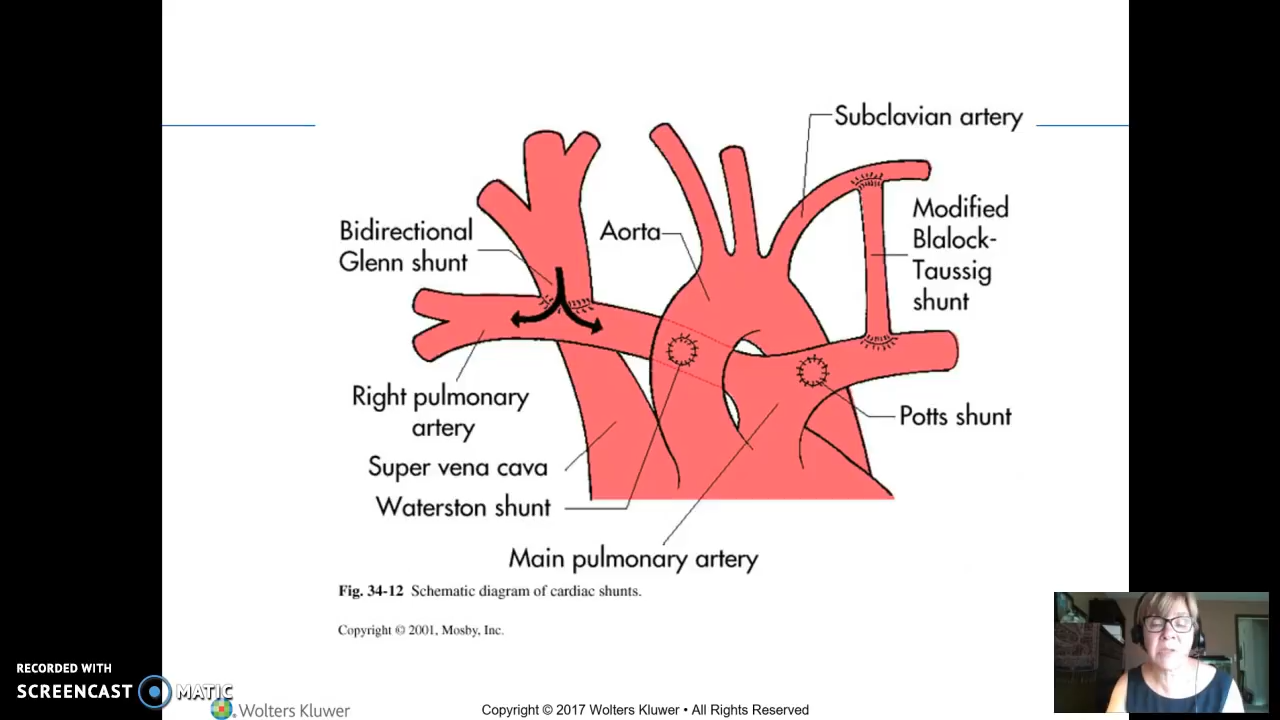 Subclavian artery
Bidirectional
Glenn shunt
Aorta
Modified
Blalock-
Taussig
shunt
Right pulmonary
artery
Potts shunt
Super vena cava
Waterston shunt
Main pulmonary artery
Fig. 34-12 Schematic diagram of cardiac shunts.
Copyright © 2001, Mosby, Inc.
RECORDED WITH
SCREENCAST MATIC
Wolters Kluwer
Copyright © 2017 Wolters Kluwer • All Rights Reserved